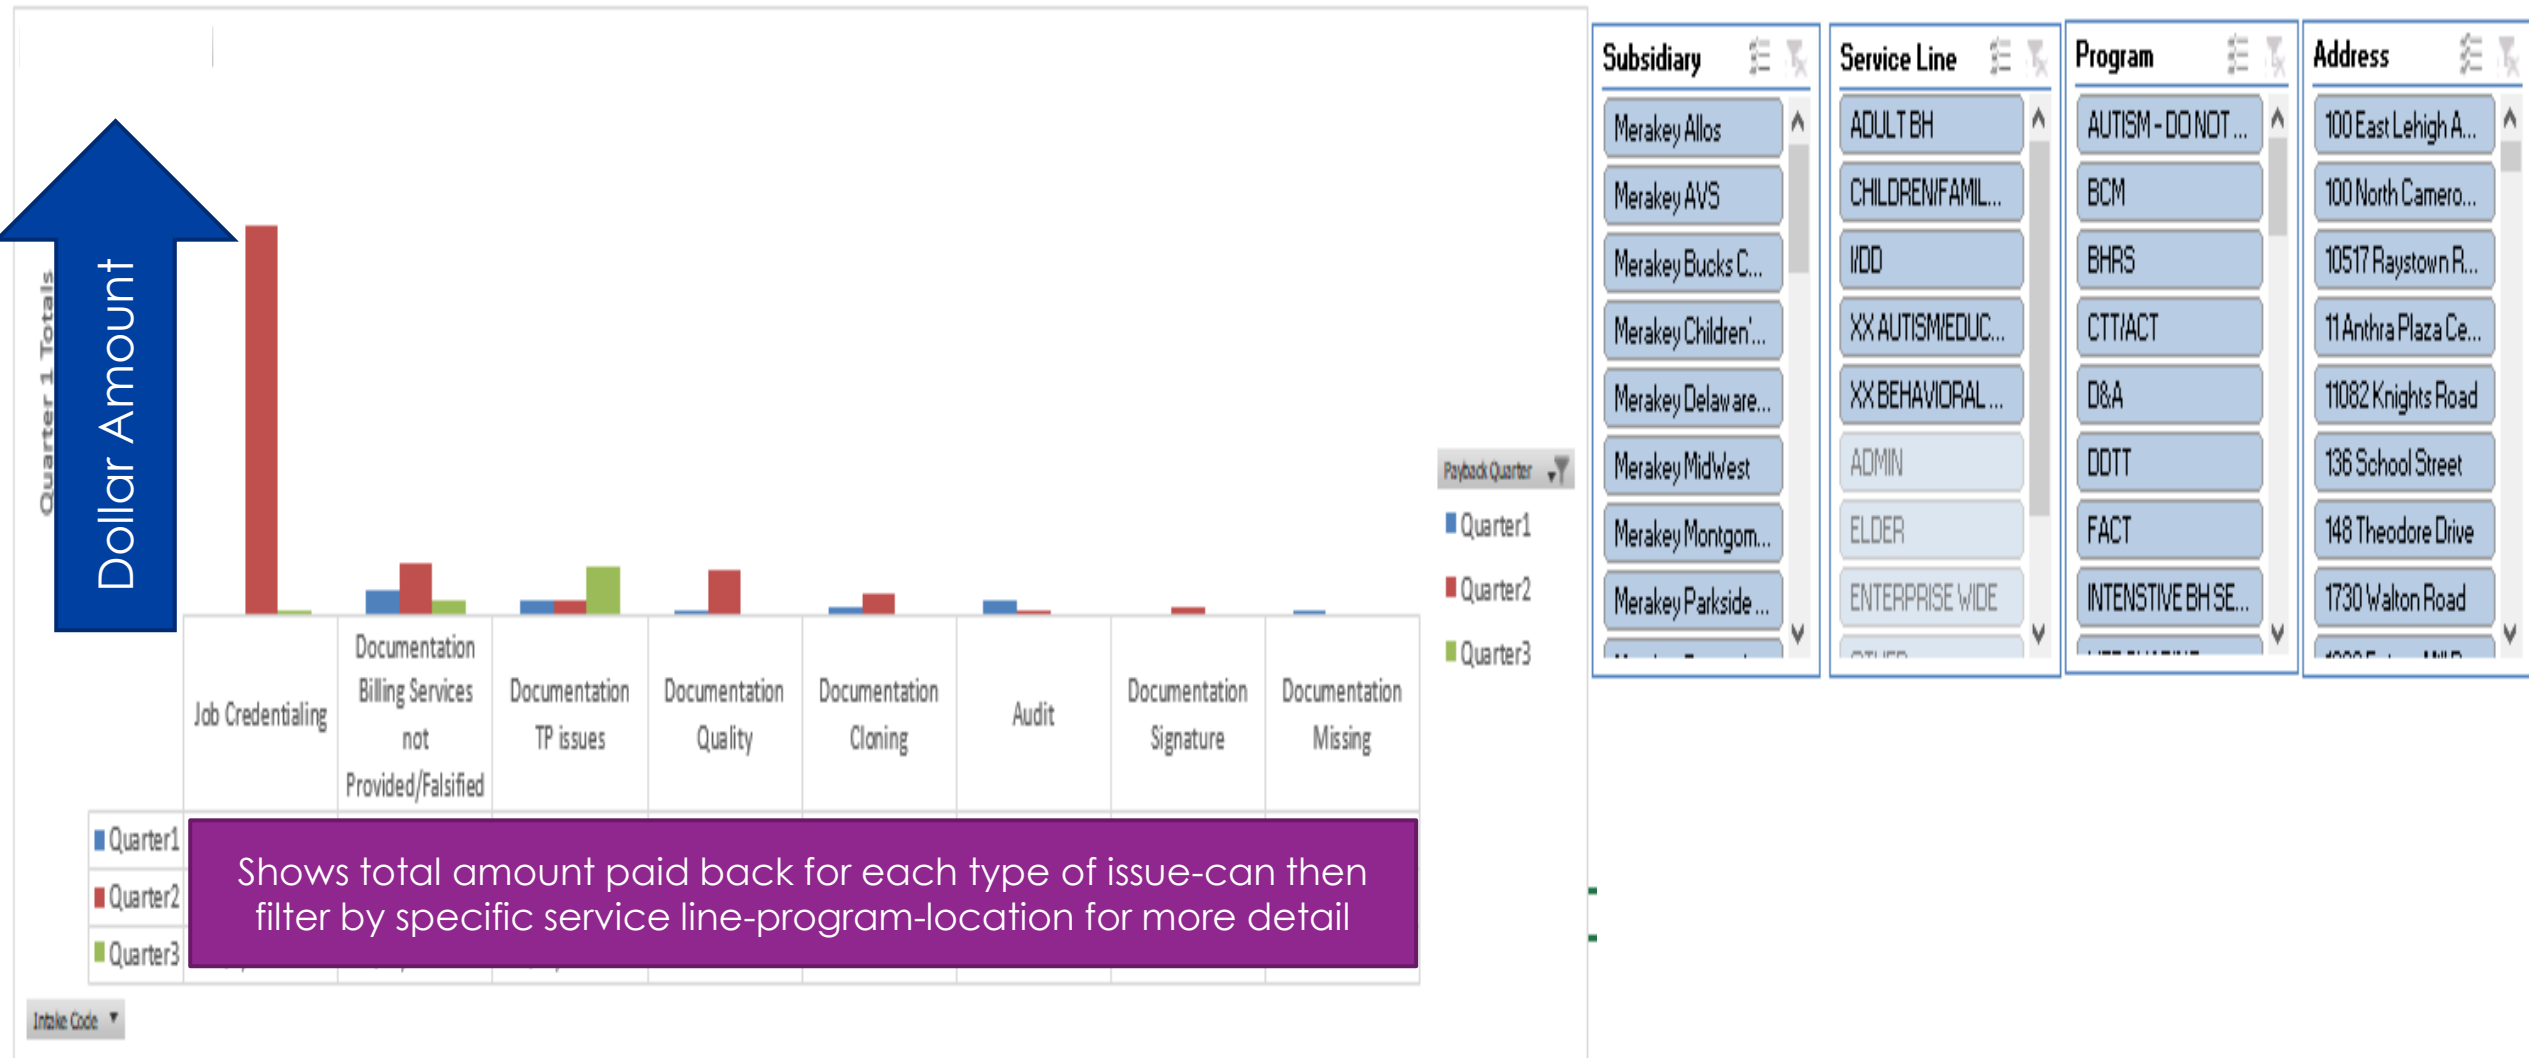 Quarter 1 Totals
Dollar Amount
Job Credentialing
Documentation
Billing Services
not
Provided/Falsified
Documentation
TP issues
Documentation
Quality
Documentation
Cloning
Audit
Documentation
Signature
Documentation
Missing
Quarter1
Quarter2
Quarter3
Shows total amount paid back for each type of issue-can then
filter by specific service line-program-location for more detail
Intake Code
Payback Quarter
Quarter1
Quarter2
Quarter3
Subsidiary
Merakey Allos
Merakey AVS
Merakey Bucks C...
Merakey Children'...
Merakey Delaware...
Merakey MidWest
Merakey Montgom...
Merakey Parkside ...
Service Line
ADULT BH
CHILDREN/FAMIL...
I/DD
XX AUTISM/EDUC...
XX BEHAVIORAL ...
ADMIN
ELDER
ENTERPRISE WIDE
OTHER
Program
AUTISM - DO NOT ...
BCM
BHRS
CTT/ACT
D&A
DDTT
FACT
INTENSTIVE BH SE...
Address
100 East Lehigh A...
100 North Camero...
10517 Raystown R...
11 Anthra Plaza Ce...
11082 Knights Road
136 School Street
148 Theodore Drive
1730 Walton Road